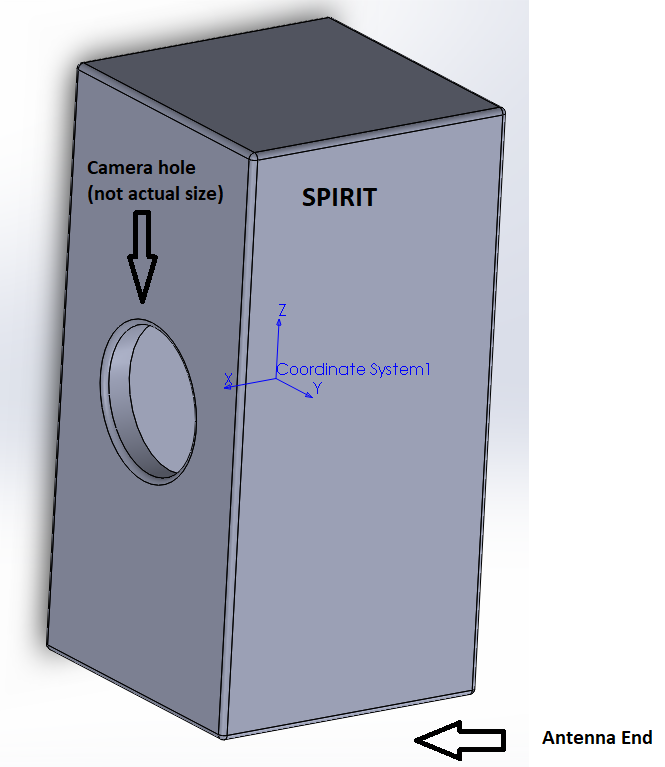 Camera hole
(not actual size)
SPIRIT
Z
Coordinate System1
X
Y
Antenna End